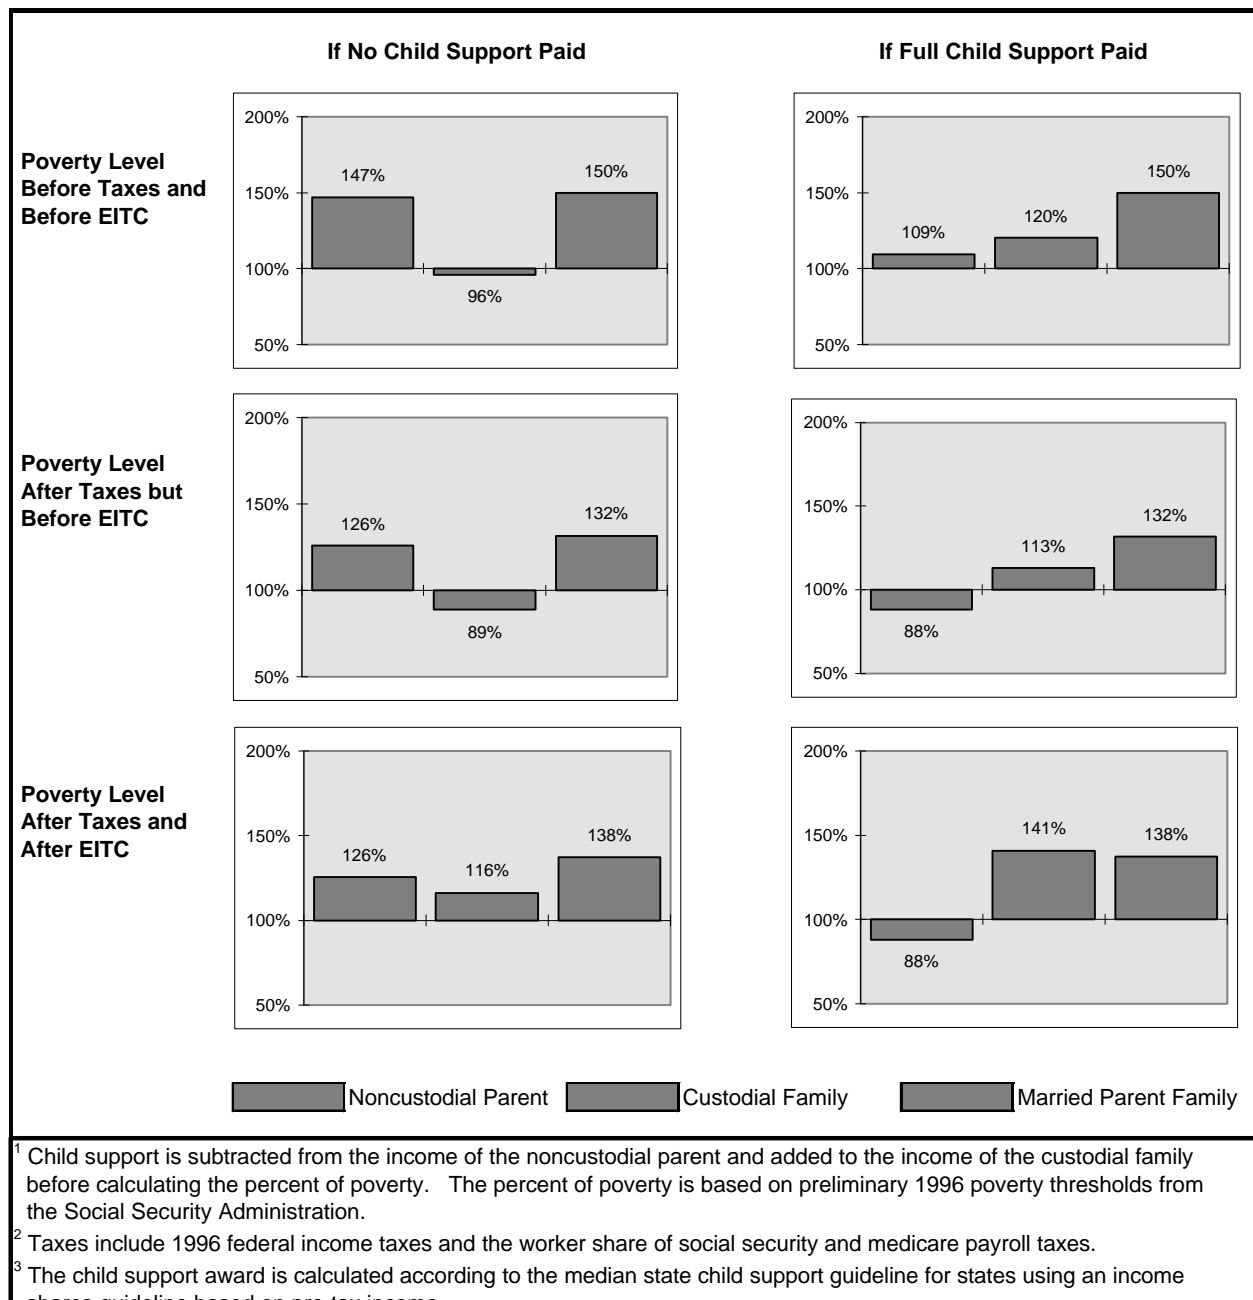 If No Child Support Paid
If Full Child Support Paid
Poverty Level
Before Taxes and
Before EITC
200%
150%
100%
50%
147%
96%
150%
200%
150%
100%
50%
109%
120%
150%
Poverty Level
After Taxes but
Before EITC
200%
150%
100%
50%
126%
89%
132%
200%
150%
100%
50%
88%
113%
132%
Poverty Level
After Taxes and
After EITC
200%
150%
100%
50%
126%
116%
138%
200%
150%
100%
50%
88%
141%
138%
Noncustodial Parent
Custodial Family
Married Parent Family
1 Child support is subtracted from the income of the noncustodial parent and added to the income of the custodial family
before calculating the percent of poverty. The percent of poverty is based on preliminary 1996 poverty thresholds from
the Social Security Administration.
2 Taxes include 1996 federal income taxes and the worker share of social security and medicare payroll taxes.
3 The child support award is calculated according to the median state child support guideline for states using an income
shares guideline based on pre-tax income